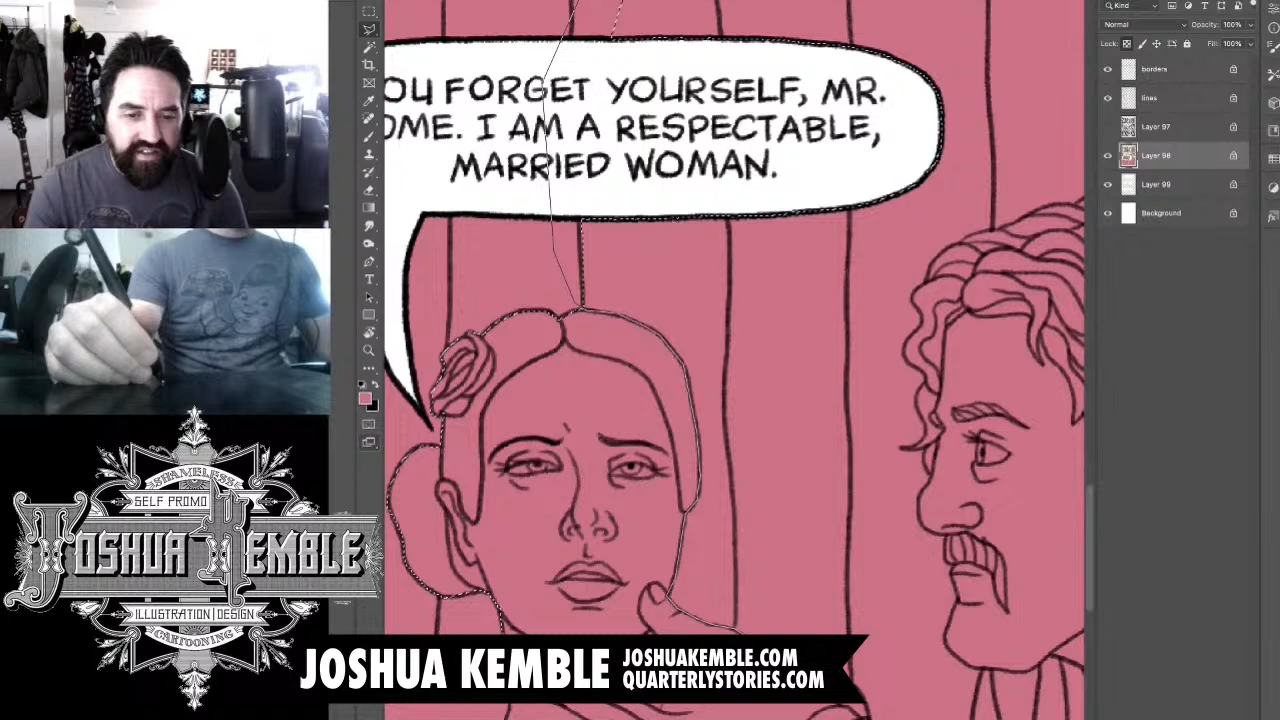 OU FORGET YOURSELF, MR.
OME. I AM A RESPECTABLE,
MARRIED WOMAN.
Kind
Normal
Opacity: 100%
Lock:
Fill: 100%
borders
lines
Layer 97
Layer 98
Layer 99
Background
SHAMELESS
SELF PROMO
JOSHUA KEMBLE
ILLUSTRATION | DESIGN
CARTOONING
JOSHUA KEMBLE
JOSHUAKEMBLE.COM
QUARTERLYSTORIES.COM